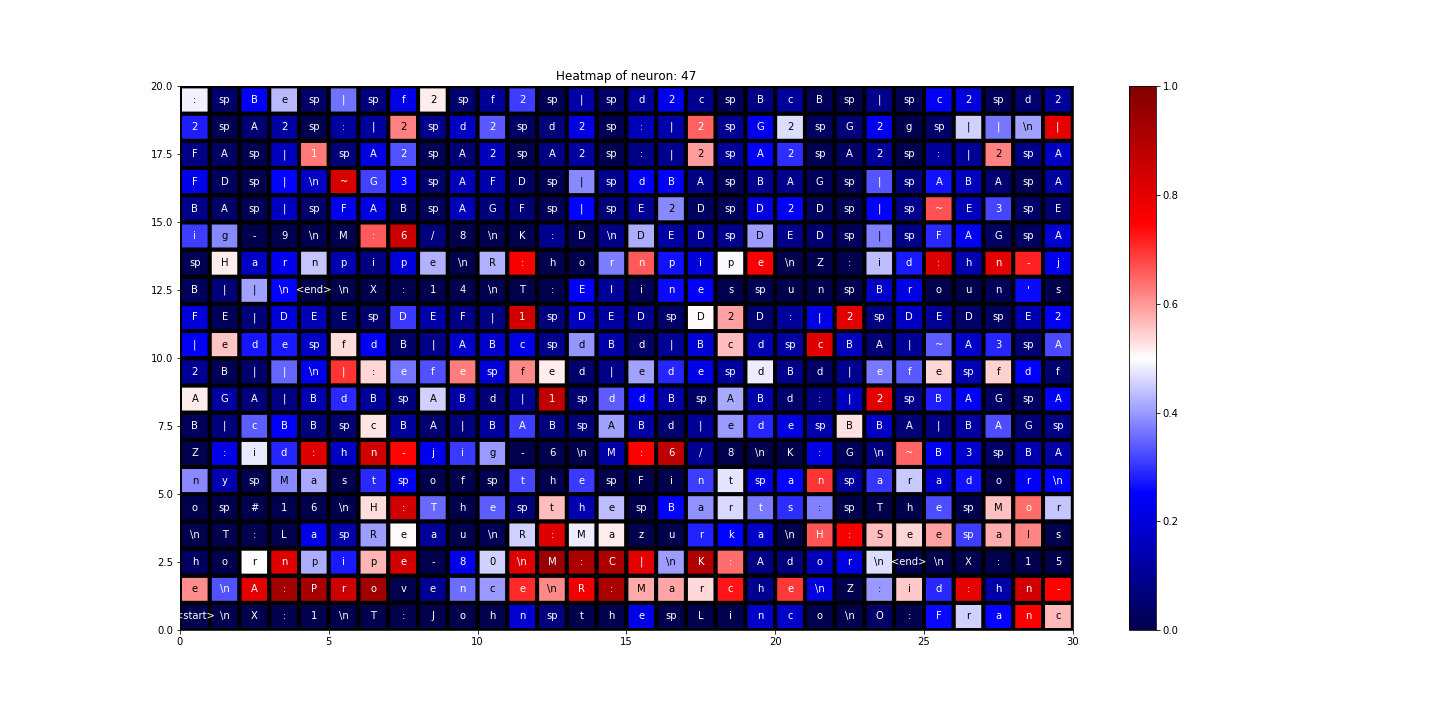 Heatmap of neuron: 47
20.0 : sp B e sp | sp f 2 sp f 2 sp | sp d 2 c sp B c B sp | sp c 2 sp d 2 1.0
2 sp A 2 sp : | 2 sp d 2 sp d 2 sp : | 2 sp G 2 sp G 2 g sp | | \n |
17.5 F A sp | 1 sp A 2 sp A 2 sp A 2 sp : | 2 sp A 2 sp A 2 sp : | 2 sp A
F D sp | \n ~ G 3 sp A F D sp | sp d B A sp B A G sp | sp A B A sp A 0.8
15.0 B A sp | sp F A B sp A G F sp | sp E 2 D sp D 2 D sp | sp ~ E 3 sp E
i g - 9 \n M : 6 / 8 \n K : D \n D E D sp D E D sp | sp F A G sp A
sp H a r n p i p e \n R : h o r n p i p e \n Z : i d : h n - j
12.5 B | | \n <end> \n X : 1 4 \n T : E l i n e s sp u n sp B r o u n ' s
F E | D E E sp D E F | 1 sp D E D sp D 2 D : | 2 sp D E D sp E 2 0.6
10.0 | e d e sp f d B | A B c sp d B d | B c d sp c B A | ~ A 3 sp A
2 B | | \n | : e f e sp f e d | e d e sp d B d | e f e sp f d f
A G A | B d B sp A B d | 1 sp d d B sp A B d : | 2 sp B A G sp A 0.4
7.5 B | c B B sp c B A | B A B sp A B d | e d e sp B B A | B A G sp
Z : i d : h n - j i g - 6 \n M : 6 / 8 \n K : G \n ~ B 3 sp B A
5.0 n y sp M a s t sp o f sp t h e sp F i n t sp a n sp a r a d o r \n
o sp # 1 6 \n H : T h e sp t h e sp B a r t s : sp T h e sp M o r 0.2
\n T : L a sp R e a u \n R : M a z u r k a \n H : S e e sp a l s
2.5 h o r n p i p e - 8 0 \n M : C | \n K : A d o r \n <end> \n X : 1 5
e \n A : P r o v e n c e \n R : M a r c h e \n Z : i d : h n -
0.0 <start> \n X : 1 \n T : J o h n sp t h e sp L i n c o \n O : F r a n c 0.0
0 5 10 15 20 25 30